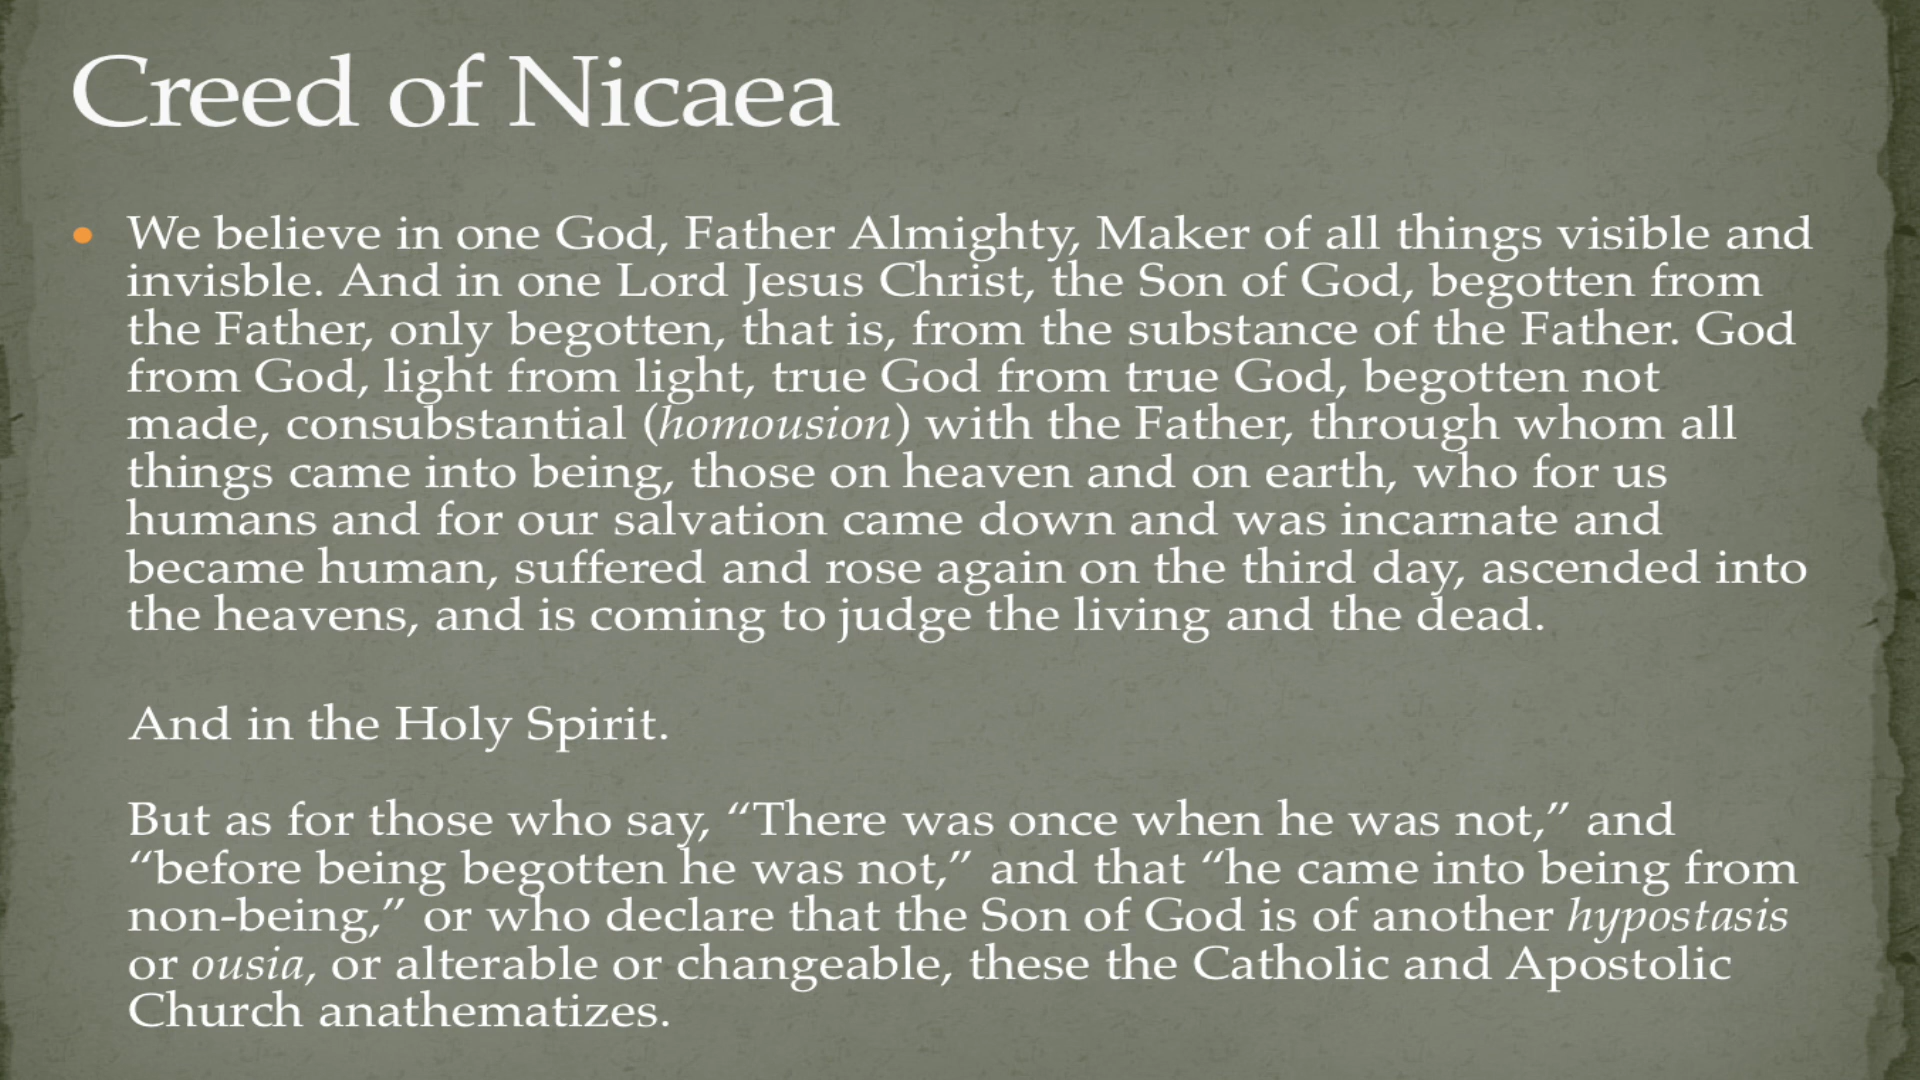 Creed of Nicaea
• We believe in one God, Father Almighty, Maker of all things visible and
invisble. And in one Lord Jesus Christ, the Son of God, begotten from
the Father, only begotten, that is, from the substance of the Father. God
from God, light from light, true God from true God, begotten not
made, consubstantial (homousion) with the Father, through whom all
things came into being, those on heaven and on earth, who for us
humans and for our salvation came down and was incarnate and
became human, suffered and rose again on the third day, ascended into
the heavens, and is coming to judge the living and the dead.
And in the Holy Spirit.
But as for those who say, “There was once when he was not,” and
“before being begotten he was not,” and that “he came into being from
non-being,” or who declare that the Son of God is of another hypostasis
or ousia, or alterable or changeable, these the Catholic and Apostolic
Church anathematizes.